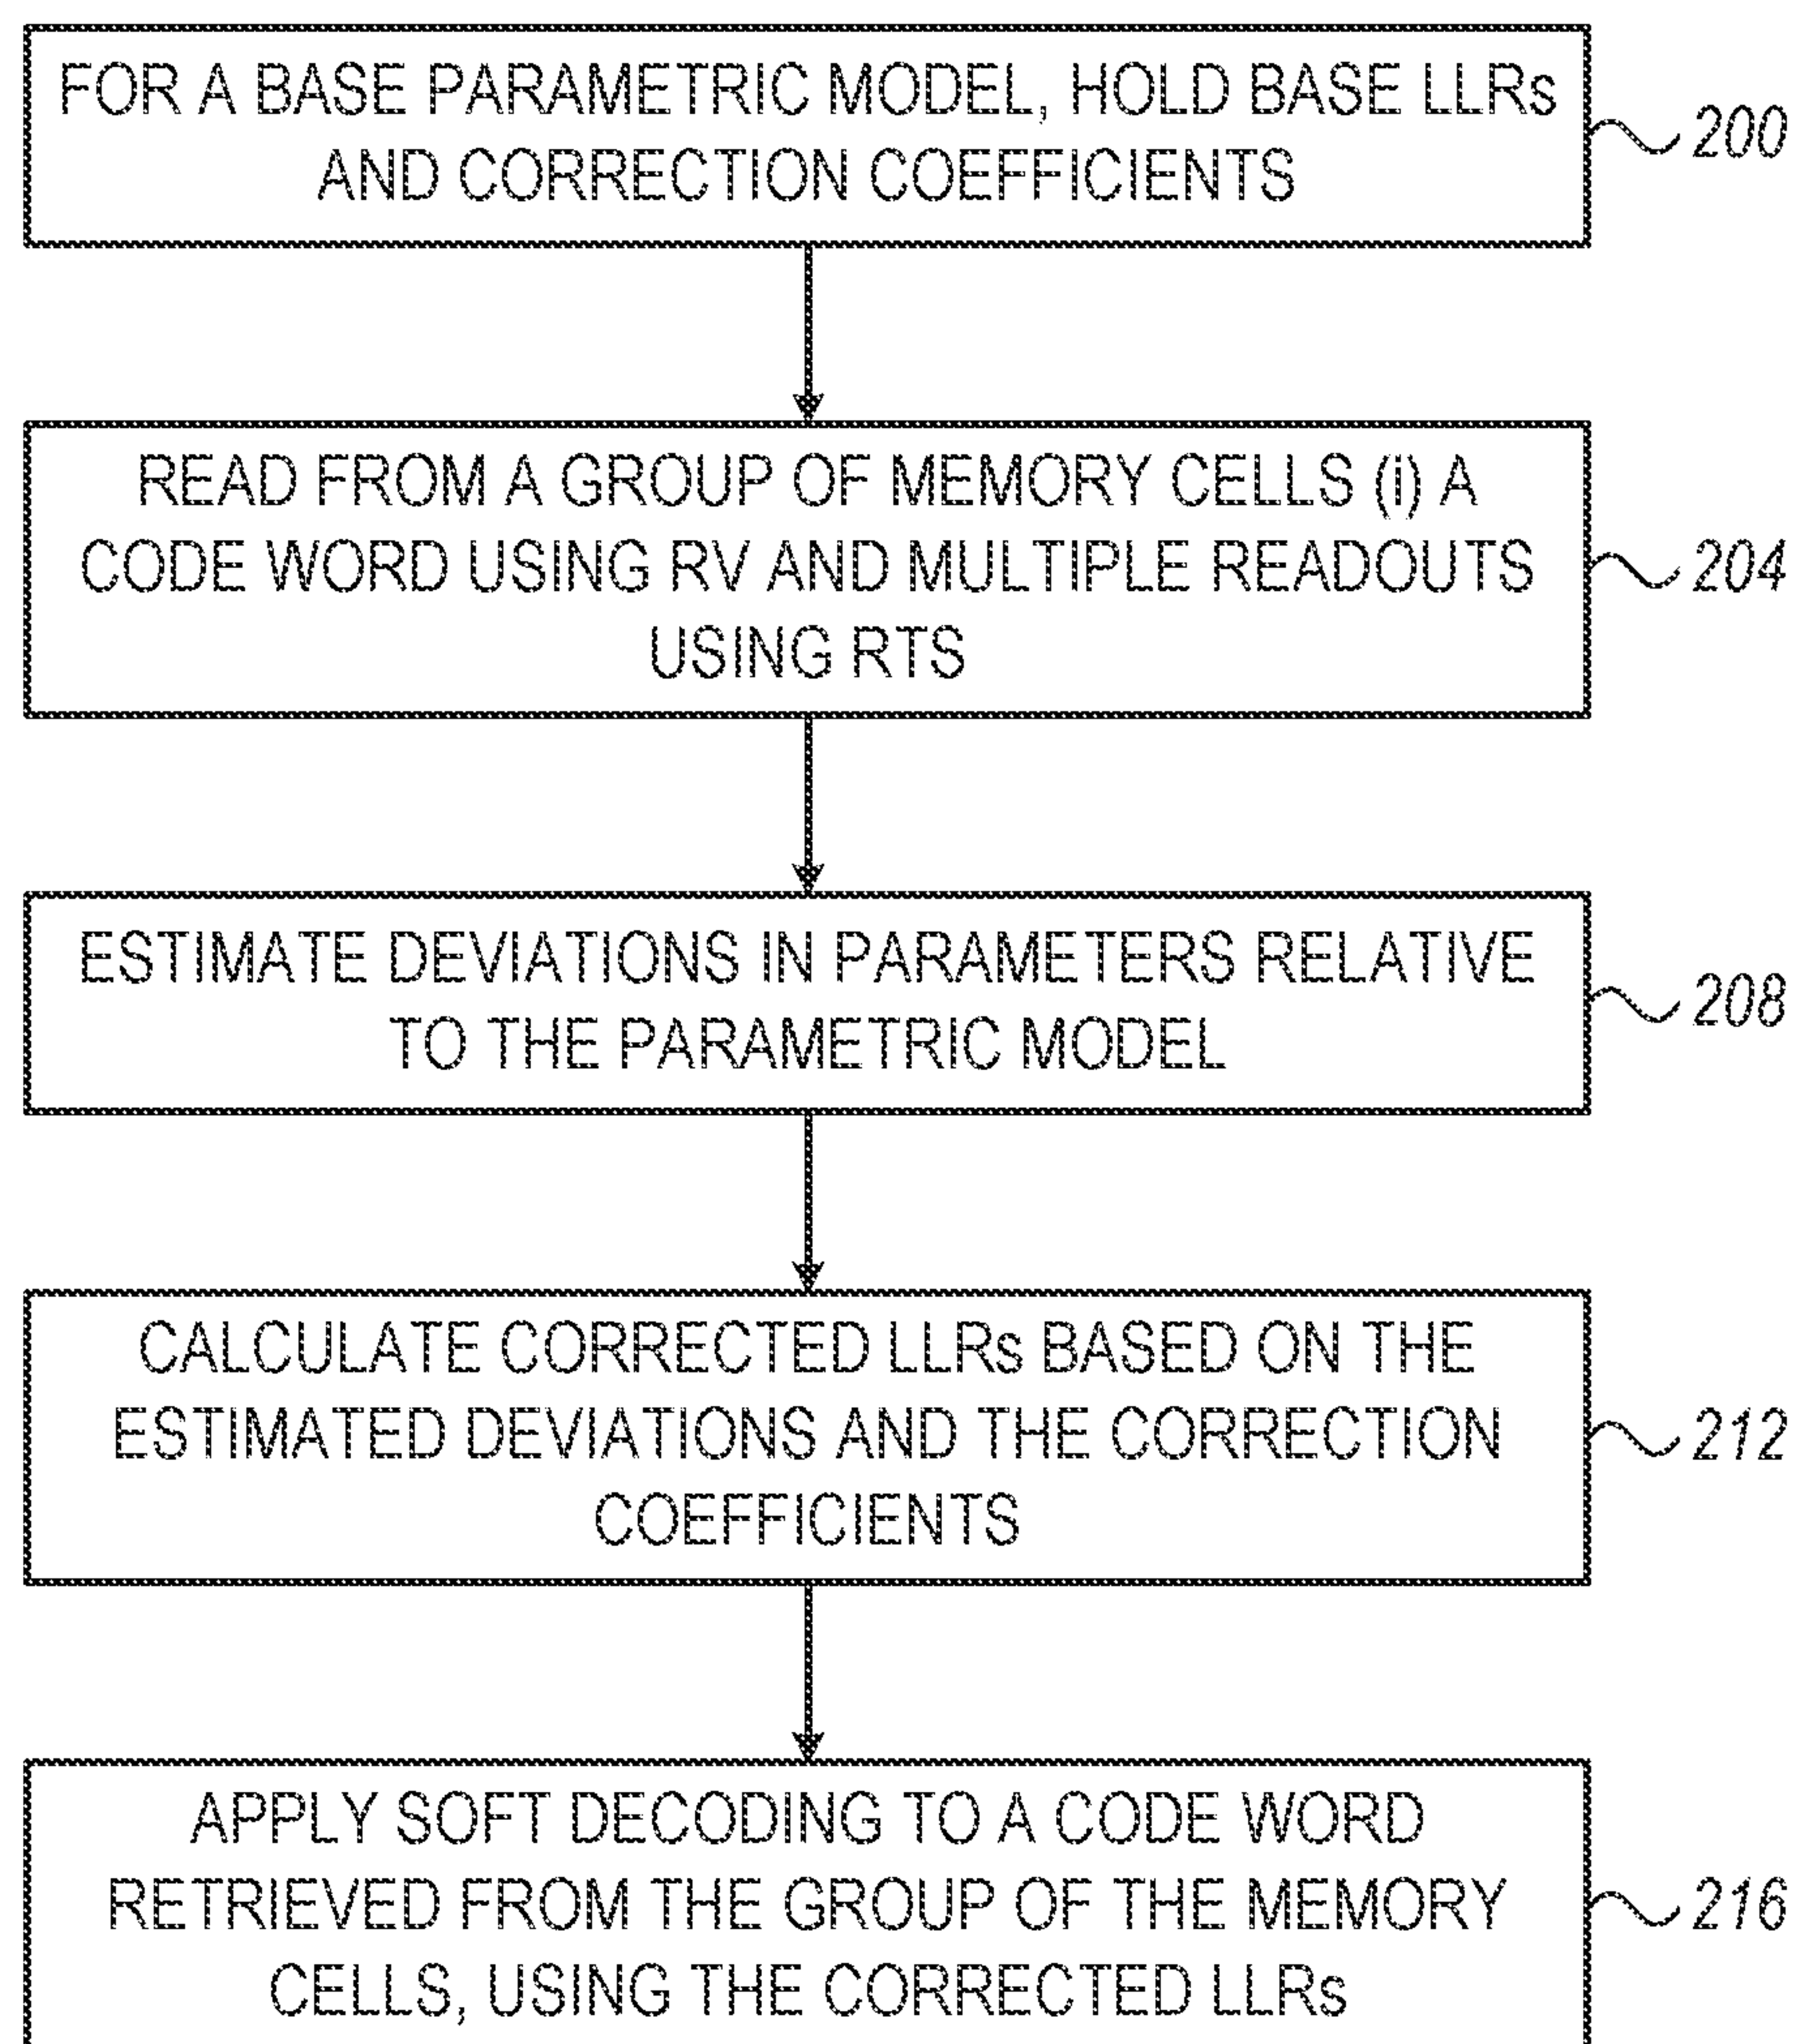 FOR A BASE PARAMETRIC MODEL, HOLD BASE LLRs
AND CORRECTION COEFFICIENTS
200
READ FROM A GROUP OF MEMORY CELLS (i) A
CODE WORD USING RV AND MULTIPLE READOUTS
USING RTS
204
ESTIMATE DEVIATIONS IN PARAMETERS RELATIVE
TO THE PARAMETRIC MODEL
208
CALCULATE CORRECTED LLRs BASED ON THE
ESTIMATED DEVIATIONS AND THE CORRECTION
COEFFICIENTS
212
APPLY SOFT DECODING TO A CODE WORD
RETRIEVED FROM THE GROUP OF THE MEMORY
CELLS, USING THE CORRECTED LLRs
216